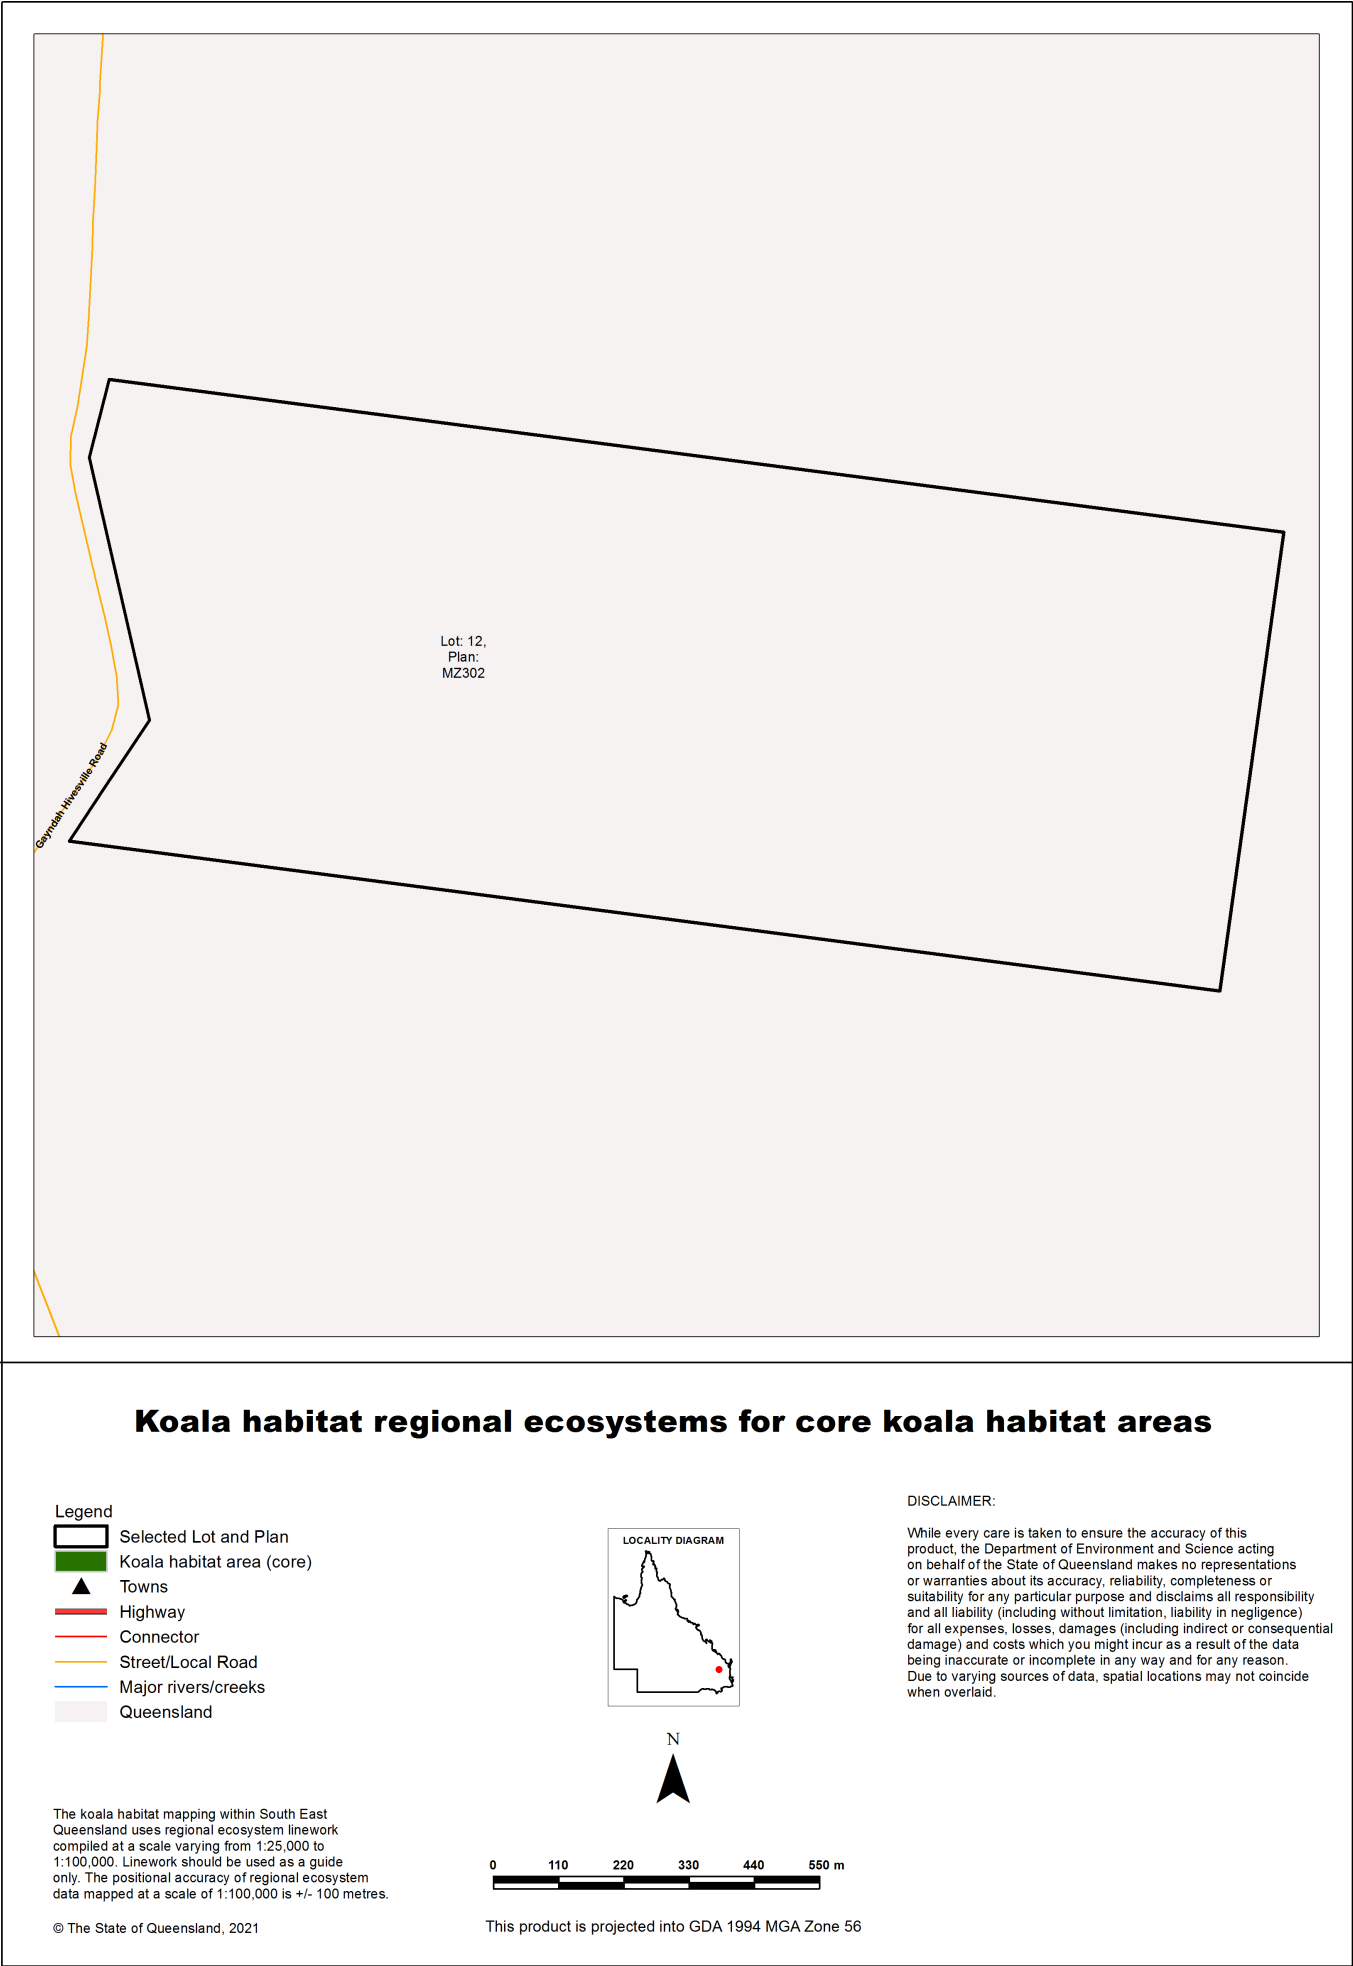 Lot: 12,
Plan:
MZ302
Gayndah Hivesville Road
Koala habitat regional ecosystems for core koala habitat areas
Legend
Selected Lot and Plan
Koala habitat area (core)
Towns
Highway
Connector
Street/Local Road
Major rivers/creeks
Queensland
The koala habitat mapping within South East
Queensland uses regional ecosystem linework
compiled at a scale varying from 1:25,000 to
1:100,000. Linework should be used as a guide
only. The positional accuracy of regional ecosystem
data mapped at a scale of 1:100,000 is +/- 100 metres.
© The State of Queensland, 2021
LOCALITY DIAGRAM
N
0 110 220 330 440 550 m
This product is projected into GDA 1994 MGA Zone 56
DISCLAIMER:
While every care is taken to ensure the accuracy of this
product, the Department of Environment and Science acting
on behalf of the State of Queensland makes no representations
or warranties about its accuracy, reliability, completeness or
suitability for any particular purpose and disclaims all responsibility
and all liability (including without limitation, liability in negligence)
for all expenses, losses, damages (including indirect or consequential
damage) and costs which you might incur as a result of the data
being inaccurate or incomplete in any way and for any reason.
Due to varying sources of data, spatial locations may not coincide
when overlaid.